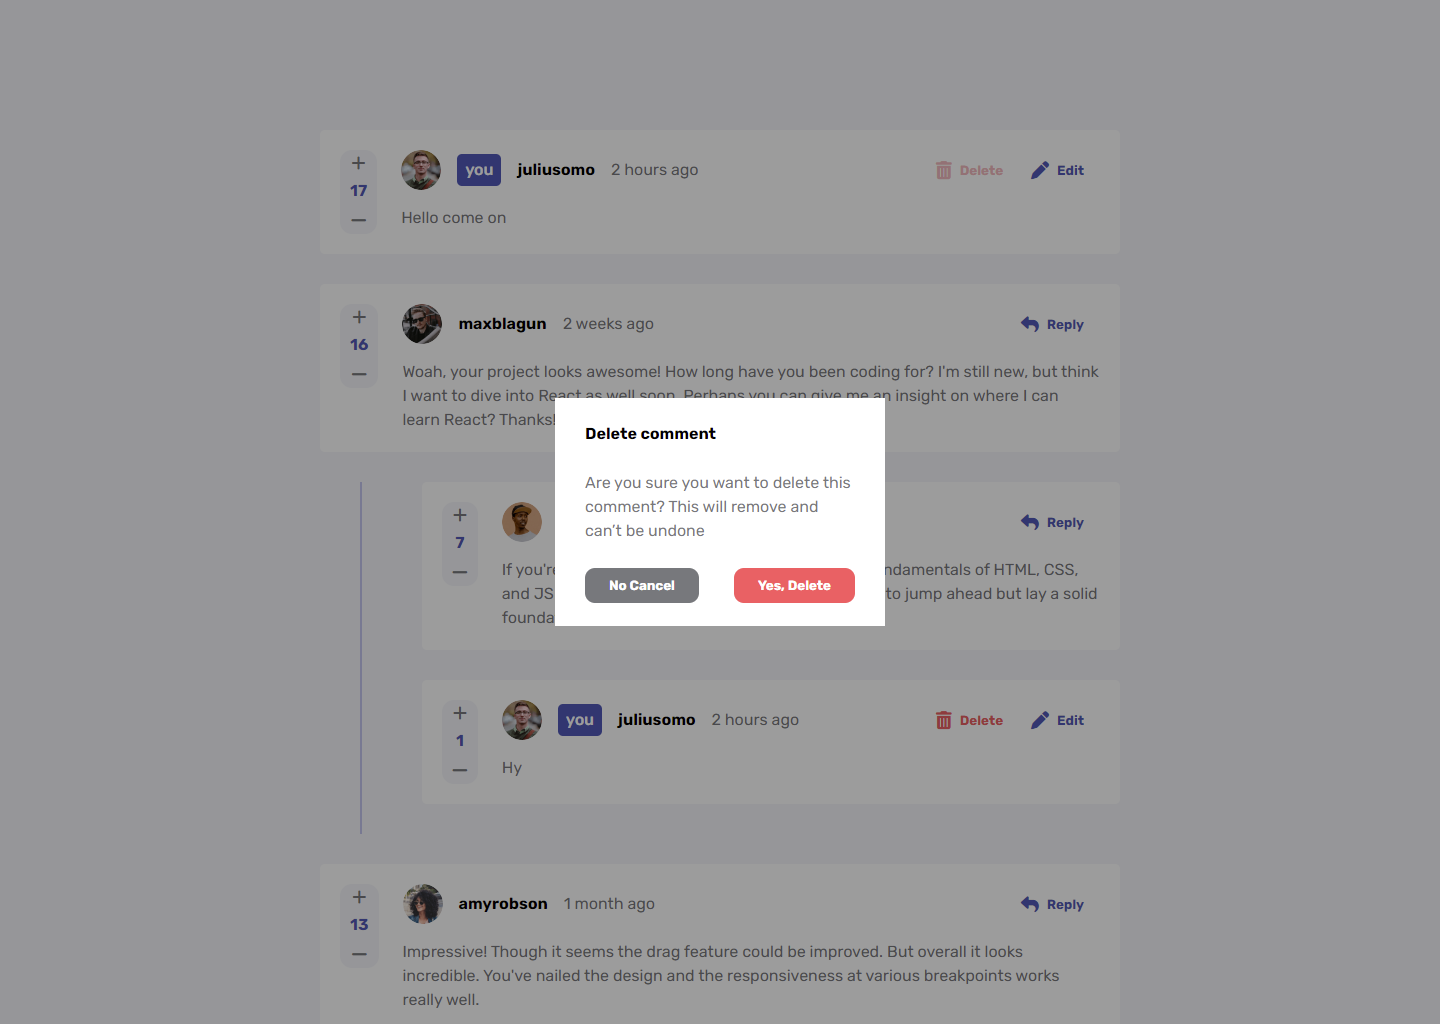 17
you juliusomo 2 hours ago Delete Edit
Hello come on
16
maxblagun 2 weeks ago Reply
Woah, your project looks awesome! How long have you been coding for? I'm still new, but think
I want to dive into React as well soon. Perhaps you can give me an insight on where I can
learn React? Thanks!
Delete comment
Are you sure you want to delete this
comment? This will remove and
can't be undone
No Cancel Yes, Delete
7
Reply
If you're
ndamentals of HTML, CSS,
and JS
to jump ahead but lay a solid
founda
1
you juliusomo 2 hours ago Delete Edit
Hy
13
amyrobson 1 month ago Reply
Impressive! Though it seems the drag feature could be improved. But overall it looks
incredible. You've nailed the design and the responsiveness at various breakpoints works
really well.